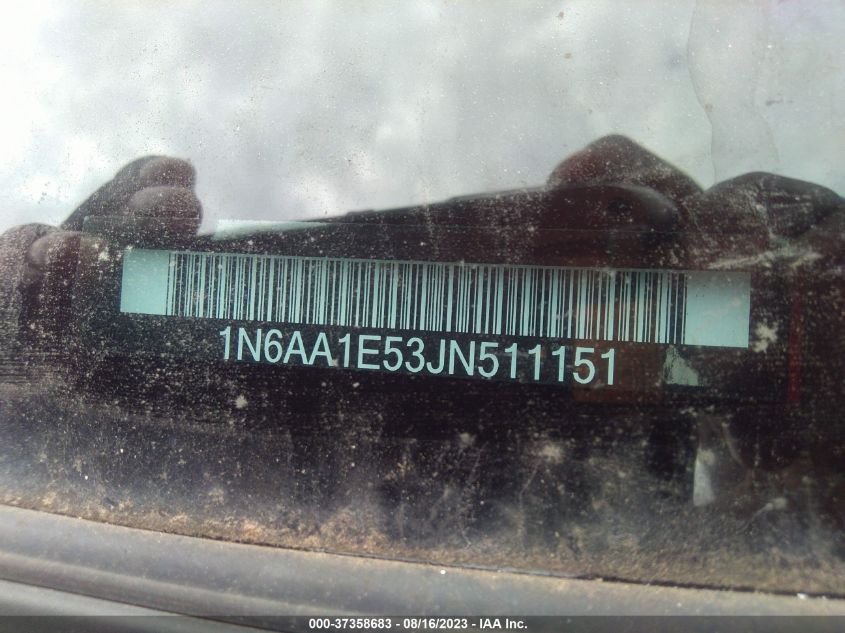 1N6AA1E53JN511151
000-37358683 - 08/16/2023 - IAA Inc.